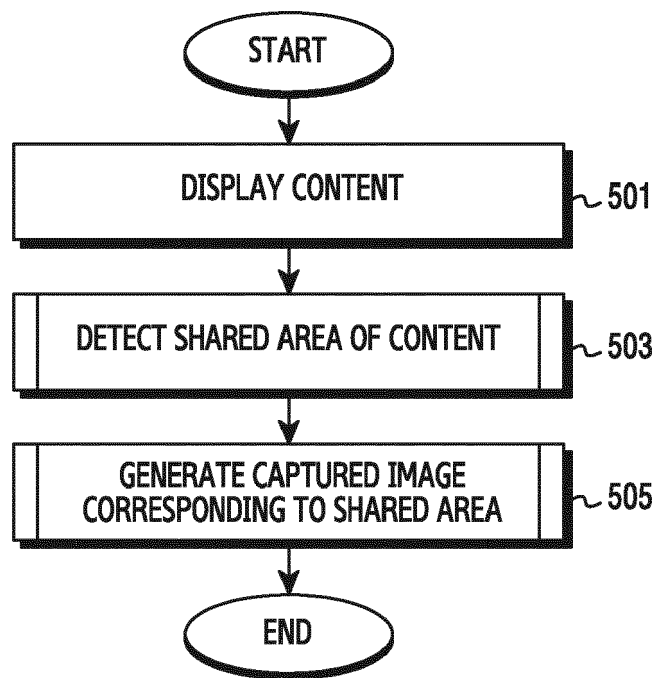 START
DISPLAY CONTENT
501
DETECT SHARED AREA OF CONTENT
503
GENERATE CAPTURED IMAGE
CORRESPONDING TO SHARED AREA
505
END